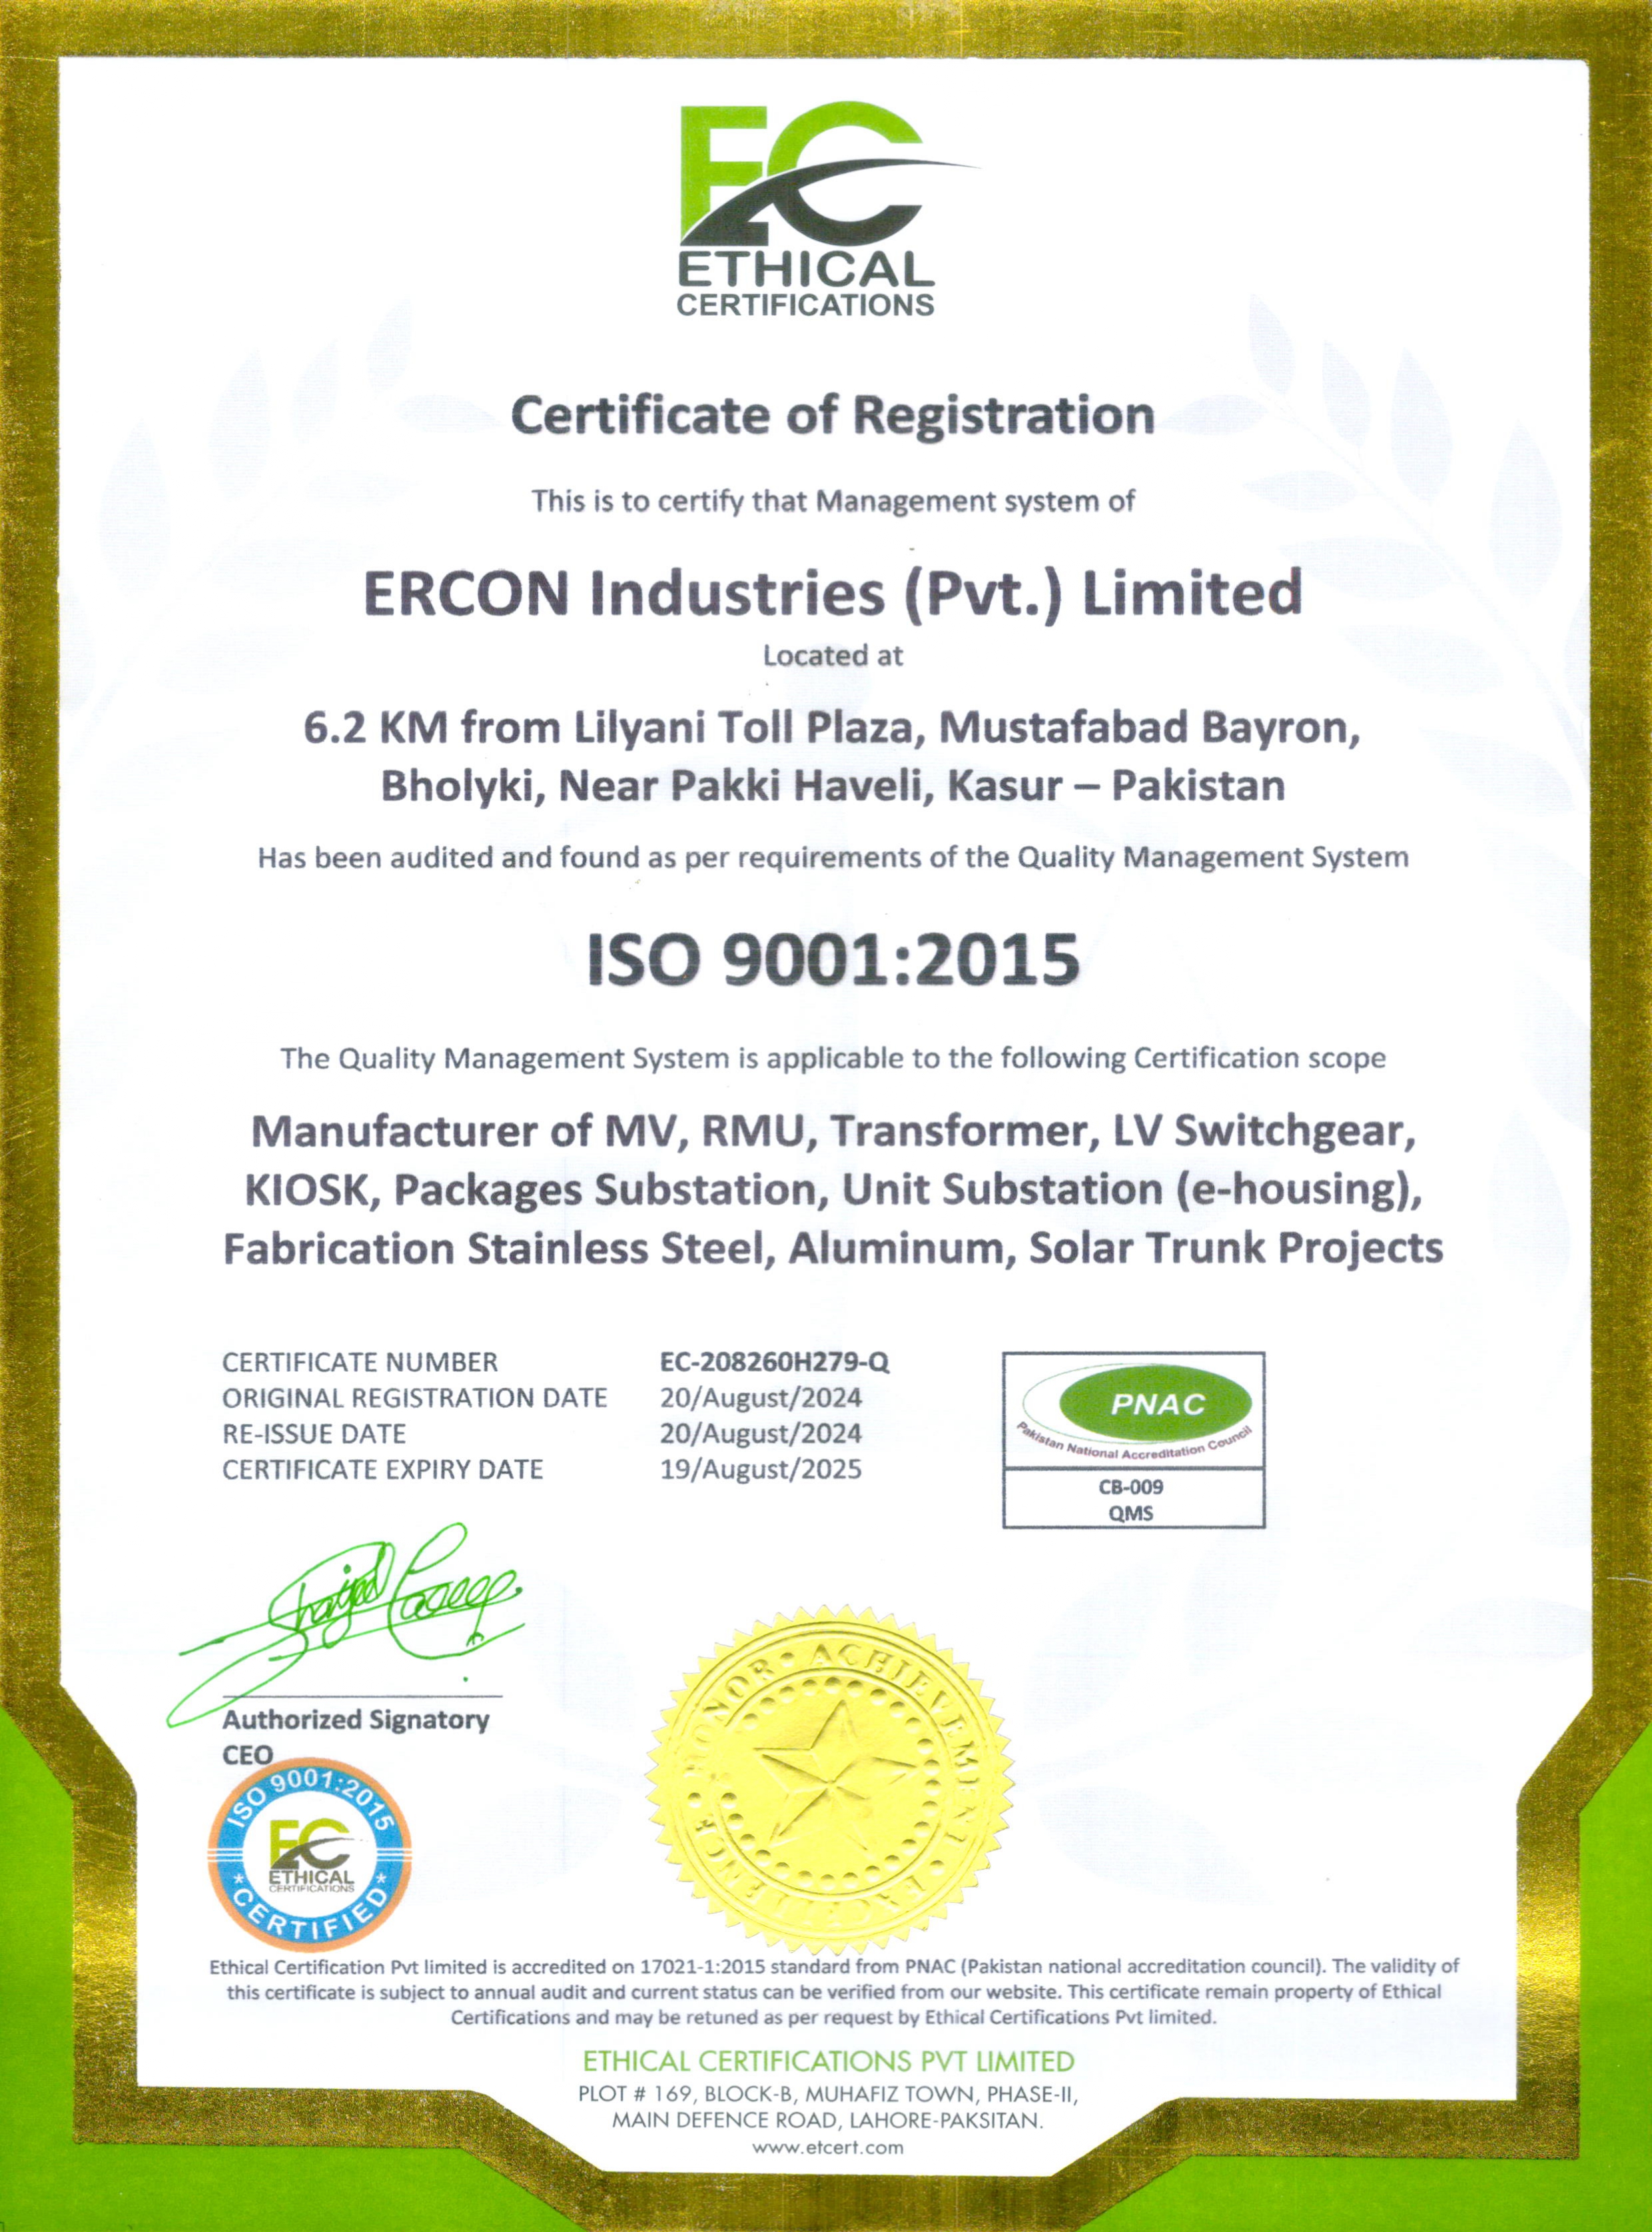 EC
ETHICAL
CERTIFICATIONS
Certificate of Registration
This is to certify that Management system of
ERCON Industries (Pvt.) Limited
Located at
6.2 KM from Lilyani Toll Plaza, Mustafabad Bayron,
Bholyki, Near Pakki Haveli, Kasur – Pakistan
Has been audited and found as per requirements of the Quality Management System
ISO 9001:2015
The Quality Management System is applicable to the following Certification scope
Manufacturer of MV, RMU, Transformer, LV Switchgear,
KIOSK, Packages Substation, Unit Substation (e-housing),
Fabrication Stainless Steel, Aluminum, Solar Trunk Projects
CERTIFICATE NUMBER EC-208260H279-Q
ORIGINAL REGISTRATION DATE 20/August/2024
RE-ISSUE DATE 20/August/2024
CERTIFICATE EXPIRY DATE 19/August/2025
PNAC
Pakistan National Accreditation Council
CB-009
QMS
Authorized Signatory
CEO
ISO 9001:2015
EC
ETHICAL
CERTIFICATIONS
CERTIFIED
HONOR • ACHIEVEMENT • EXCELLENCE •
Ethical Certification Pvt limited is accredited on 17021-1:2015 standard from PNAC (Pakistan national accreditation council). The validity of
this certificate is subject to annual audit and current status can be verified from our website. This certificate remain property of Ethical
Certifications and may be retuned as per request by Ethical Certifications Pvt limited.
ETHICAL CERTIFICATIONS PVT LIMITED
PLOT # 169, BLOCK-B, MUHAFIZ TOWN, PHASE-II,
MAIN DEFENCE ROAD, LAHORE-PAKSITAN.
www.etcert.com